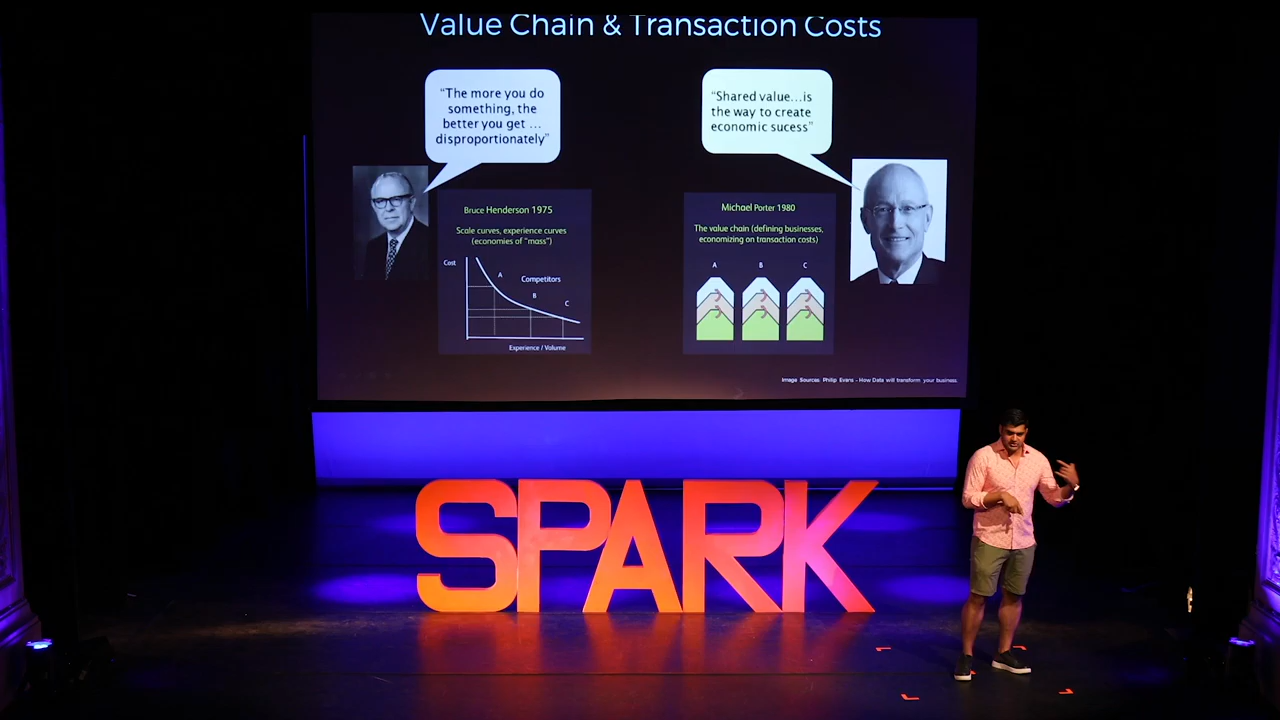 Value Chain & Transaction Costs
“The more you do
something, the
better you get ...
disproportionately”
“Shared value...is
the way to create
economic sucess”
Bruce Henderson 1975
Scale curves, experience curves
(economies of “mass”)
Cost
A
Competitors
B
C
Experience / Volume
Michael Porter 1980
The value chain (defining businesses,
economizing on transaction costs)
A B C
Image Sources: Philip Evans - How Data will transform your business.
SPARK